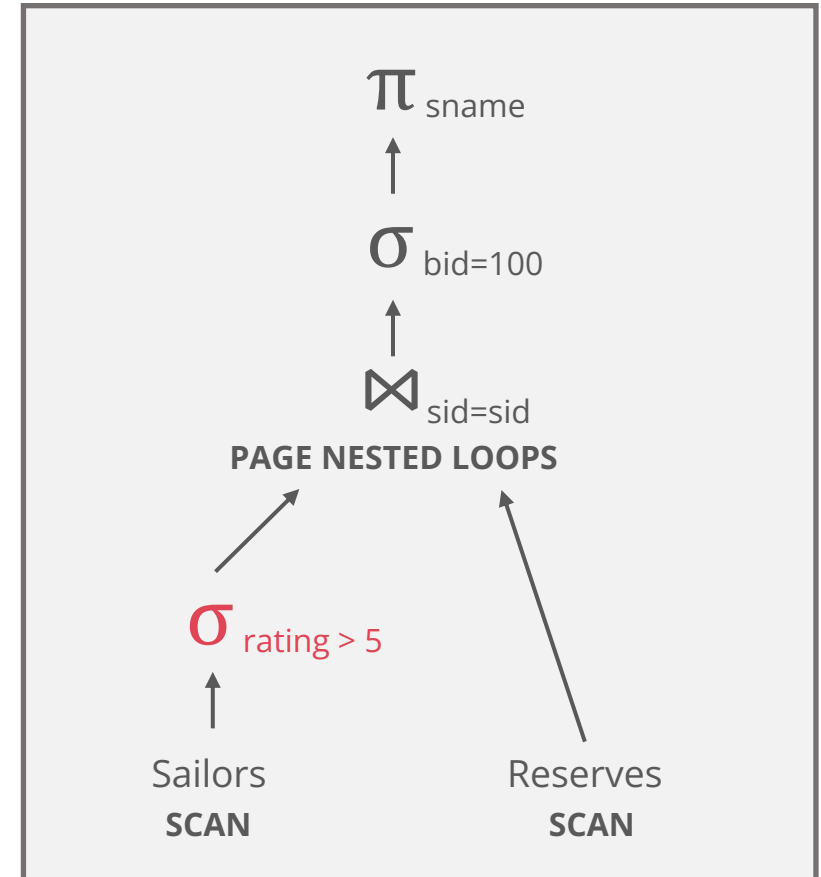 π sname
σ bid=100
⋈ sid=sid
PAGE NESTED LOOPS
σ rating > 5
Sailors
SCAN
Reserves
SCAN